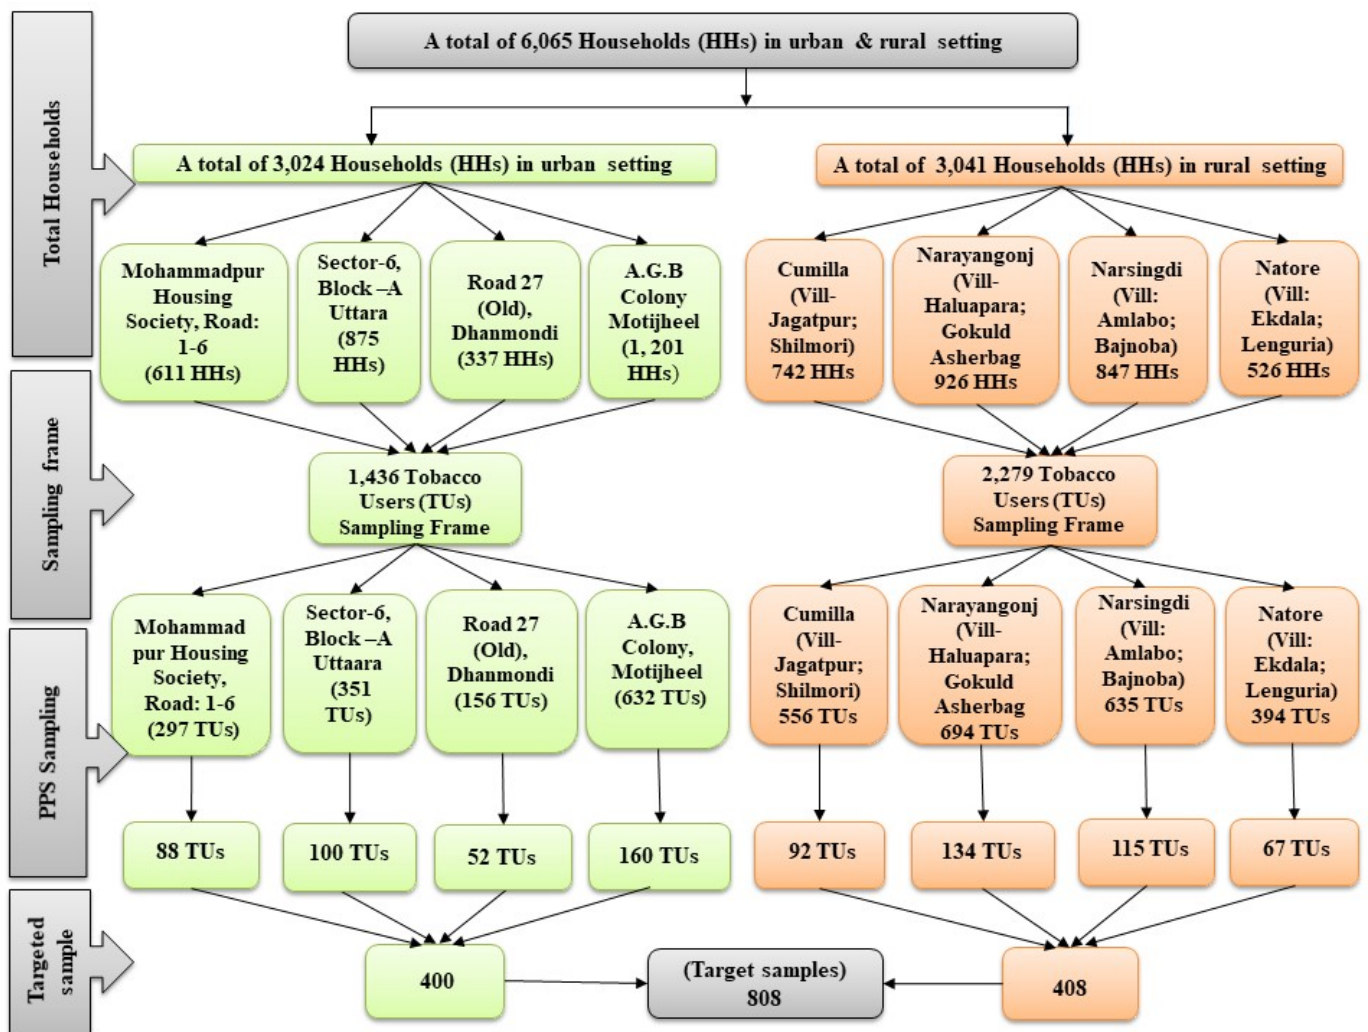 A total of 6,065 Households (HHs) in urban & rural setting
Total Households
A total of 3,024 Households (HHs) in urban setting
A total of 3,041 Households (HHs) in rural setting
Mohammadpur
Housing
Society, Road:
1-6
(611 HHs)
Sector-6,
Block –A
Uttara
(875
HHs)
Road 27
(Old),
Dhanmondi
(337 HHs)
A.G.B
Colony
Motijheel
(1, 201
HHs)
Cumilla
(Vill-
Jagatpur;
Shilmori)
742 HHs
Narayangonj
(Vill-
Haluapara;
Gokuld
Asherbag
926 HHs
Narsingdi
(Vill:
Amlabo;
Bajnoba)
847 HHs
Natore
(Vill:
Ekdala;
Lenguria)
526 HHs
Sampling frame
1,436 Tobacco
Users (TUs)
Sampling Frame
2,279 Tobacco
Users (TUs)
Sampling Frame
PPS Sampling
Mohammad
pur Housing
Society,
Road: 1-6
(297 TUs)
Sector-6,
Block –A
Uttaara
(351
TUs)
Road 27
(Old),
Dhanmondi
(156 TUs)
A.G.B
Colony,
Motijheel
(632 TUs)
Cumilla
(Vill-
Jagatpur;
Shilmori)
556 TUs
Narayangonj
(Vill-
Haluapara;
Gokuld
Asherbag
694 TUs
Narsingdi
(Vill:
Amlabo;
Bajnoba)
635 TUs
Natore
(Vill:
Ekdala;
Lenguria)
394 TUs
88 TUs
100 TUs
52 TUs
160 TUs
92 TUs
134 TUs
115 TUs
67 TUs
Targeted
sample
400
(Target samples)
808
408